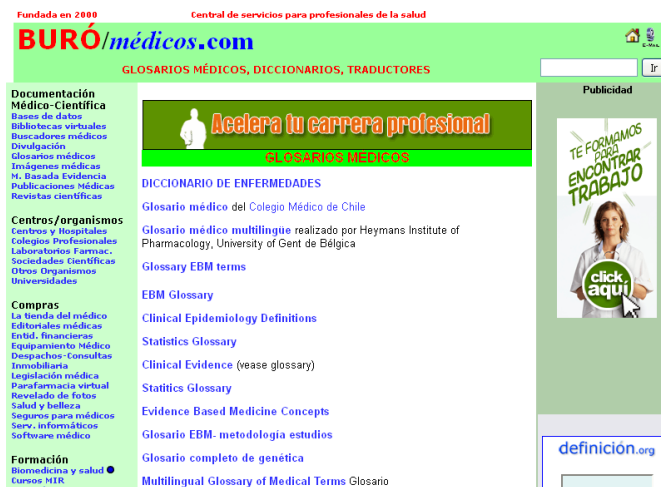 Fundada en 2000
Central de servicios para profesionales de la salud
BURÓ/médicos.com
E-MAIL
GLOSARIOS MÉDICOS, DICCIONARIOS, TRADUCTORES
Ir
Documentación
Médico-Científica
Bases de datos
Bibliotecas virtuales
Buscadores médicos
Divulgación
Glosarios médicos
Imágenes médicas
M. Basada Evidencia
Publicaciones Médicas
Revistas científicas
Centros/organismos
Centros y Hospitales
Colegios Profesionales
Laboratorios Farmac.
Sociedades Científicas
Otros Organismos
Universidades
Compras
La tienda del médico
Editoriales médicas
Entid. financieras
Equipamiento Médico
Despachos-Consultas
Inmobiliaria
Legislación médica
Parafarmacia virtual
Revelado de fotos
Salud y belleza
Seguros para médicos
Serv. informáticos
Software médico
Formación
Biomedicina y salud
Cursos MIR
Acelera tu carrera profesional
GLOSARIOS MÉDICOS
DICCIONARIO DE ENFERMEDADES
Glosario médico del Colegio Médico de Chile
Glosario médico multilingüe realizado por Heymans Institute of
Pharmacology, University of Gent de Bélgica
Glossary EBM terms
EBM Glossary
Clinical Epidemiology Definitions
Statistics Glossary
Clinical Evidence (vease glossary)
Statitics Glossary
Evidence Based Medicine Concepts
Glosario EBM- metodología estudios
Glosario completo de genética
Multilingual Glossary of Medical Terms Glosario
Publicidad
TE FORMAMOS
PARA
ENCONTRAR
TRABAJO
click
aquí
definición.org